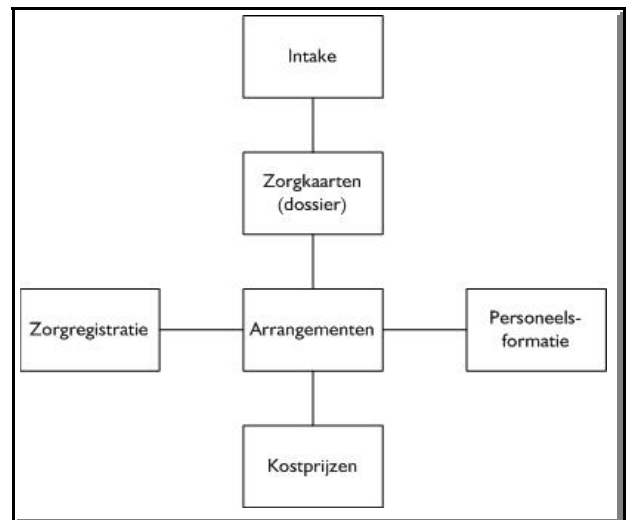 Intake
Zorgkaarten
(dossier)
Zorgregistratie
Arrangementen
Personeels-
formatie
Kostprijzen